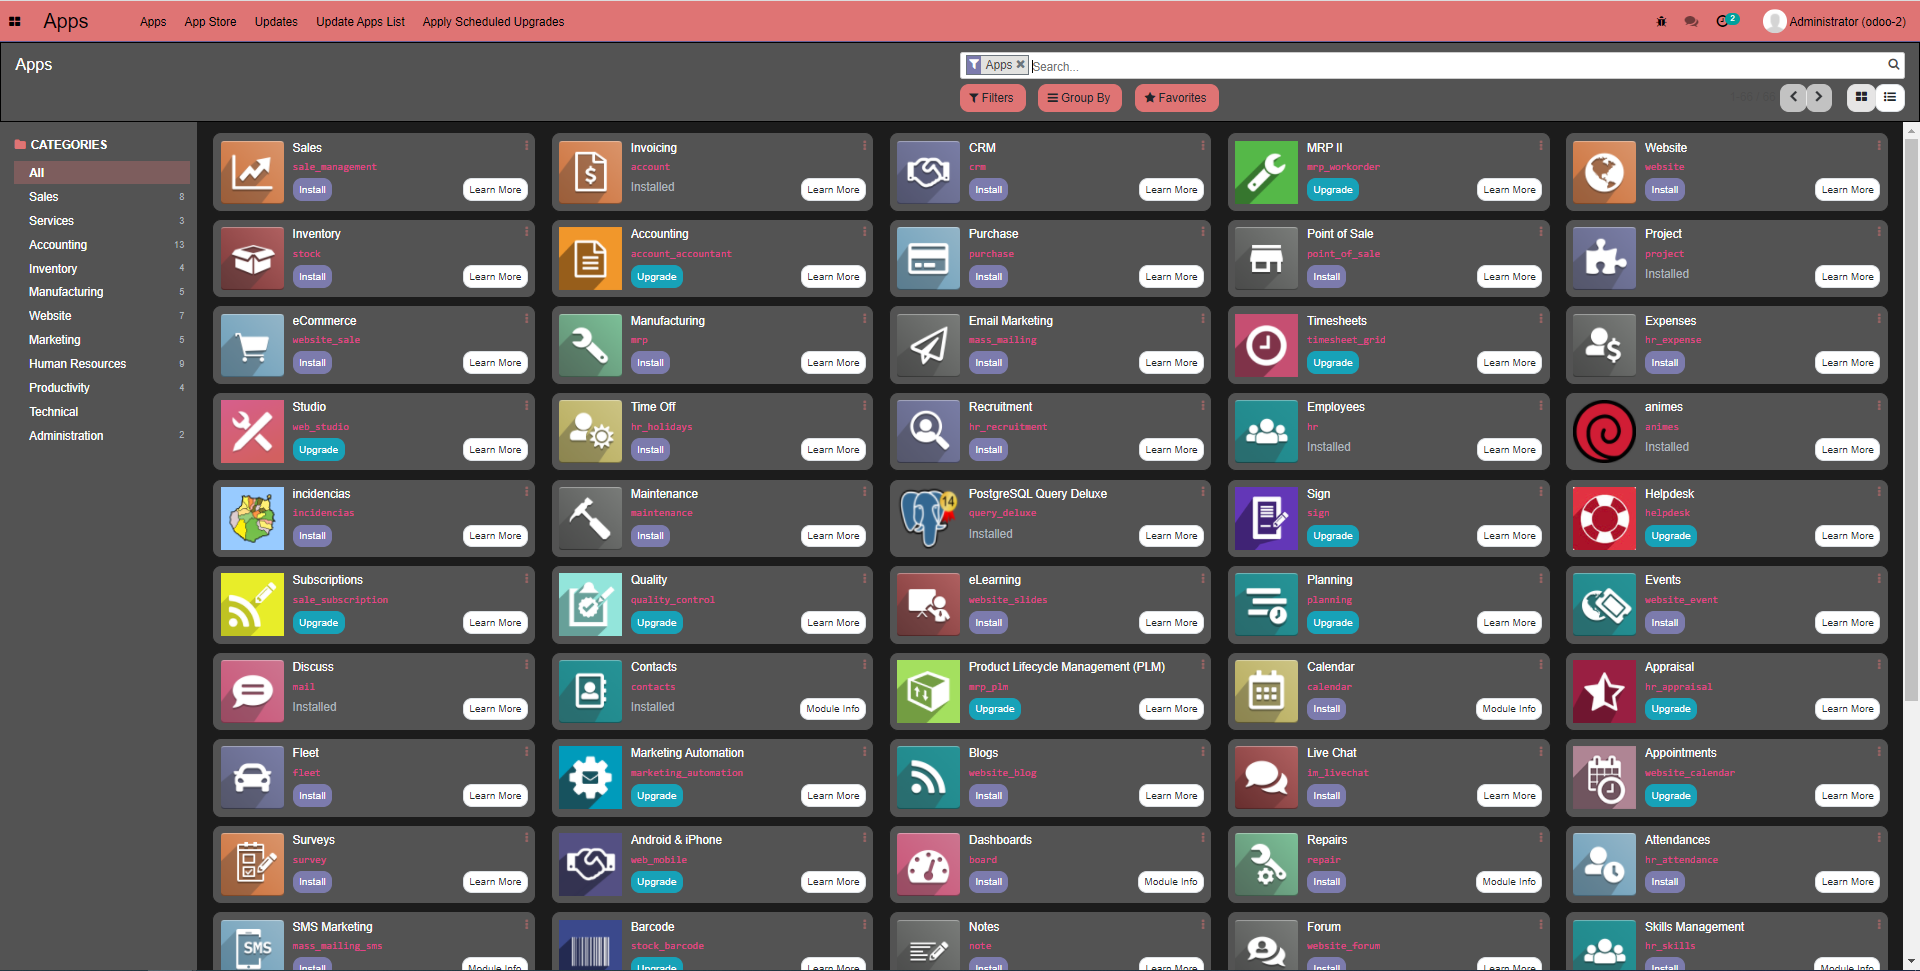 Apps
Apps
App Store
Updates
Update Apps List
Apply Scheduled Upgrades
2
Administrator (odoo-2)
Apps
Apps
Search...
Filters
Group By
Favorites
CATEGORIES
All
Sales 8
Services 3
Accounting 13
Inventory 4
Manufacturing 5
Website 7
Marketing 5
Human Resources 9
Productivity 4
Technical
Administration 2
Sales
sale_management
Install
Learn More
Invoicing
account
Installed
Learn More
CRM
crm
Install
Learn More
MRP II
mrp_workorder
Upgrade
Learn More
Website
website
Install
Learn More
Inventory
stock
Install
Learn More
Accounting
account_accountant
Upgrade
Learn More
Purchase
purchase
Install
Learn More
Point of Sale
point_of_sale
Install
Learn More
Project
project
Installed
Learn More
eCommerce
website_sale
Install
Learn More
Manufacturing
mrp
Install
Learn More
Email Marketing
mass_mailing
Install
Learn More
Timesheets
timesheet_grid
Upgrade
Learn More
Expenses
hr_expense
Install
Learn More
Studio
web_studio
Upgrade
Learn More
Time Off
hr_holidays
Install
Learn More
Recruitment
hr_recruitment
Install
Learn More
Employees
hr
Installed
Learn More
animes
animes
Installed
Learn More
incidencias
incidencias
Install
Learn More
Maintenance
maintenance
Install
Learn More
14
PostgreSQL Query Deluxe
query_deluxe
Installed
Learn More
Sign
sign
Upgrade
Learn More
Helpdesk
helpdesk
Upgrade
Learn More
Subscriptions
sale_subscription
Upgrade
Learn More
Quality
quality_control
Upgrade
Learn More
eLearning
website_slides
Install
Learn More
Planning
planning
Upgrade
Learn More
Events
website_event
Install
Learn More
Discuss
mail
Installed
Learn More
Contacts
contacts
Installed
Module Info
Product Lifecycle Management (PLM)
mrp_plm
Upgrade
Learn More
Calendar
calendar
Install
Module Info
Appraisal
hr_appraisal
Upgrade
Learn More
Fleet
fleet
Install
Learn More
Marketing Automation
marketing_automation
Upgrade
Learn More
Blogs
website_blog
Install
Learn More
Live Chat
im_livechat
Install
Learn More
Appointments
website_calendar
Upgrade
Learn More
Surveys
survey
Install
Learn More
Android & iPhone
web_mobile
Upgrade
Learn More
Dashboards
board
Install
Module Info
Repairs
repair
Install
Module Info
Attendances
hr_attendance
Install
Learn More
SMS
SMS Marketing
mass_mailing_sms
Install
Module Info
Barcode
stock_barcode
Upgrade
Learn More
Notes
note
Install
Learn More
Forum
website_forum
Install
Learn More
Skills Management
hr_skills
Install
Module Info